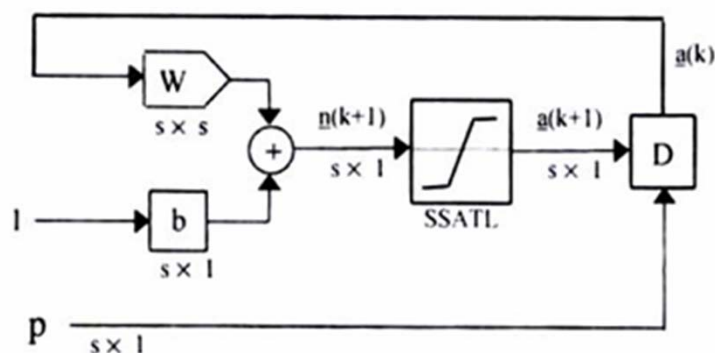 a(k)
W
s × s
n(k+1)
s × 1
+
SSATL
a(k+1)
s × 1
D
1
b
s × 1
p
s × 1